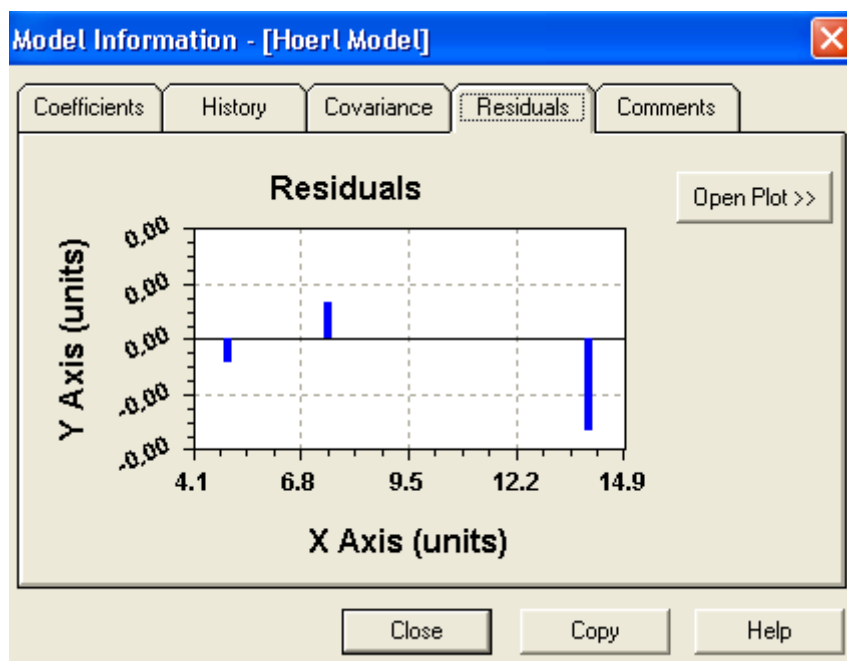 Model Information - [Hoerl Model]
Coefficients History Covariance Residuals Comments
Residuals
Open Plot >>
Y Axis (units)
0,00
0,00
0,00
-0,00
-0,00
4.1 6.8 9.5 12.2 14.9
X Axis (units)
Close Copy Help